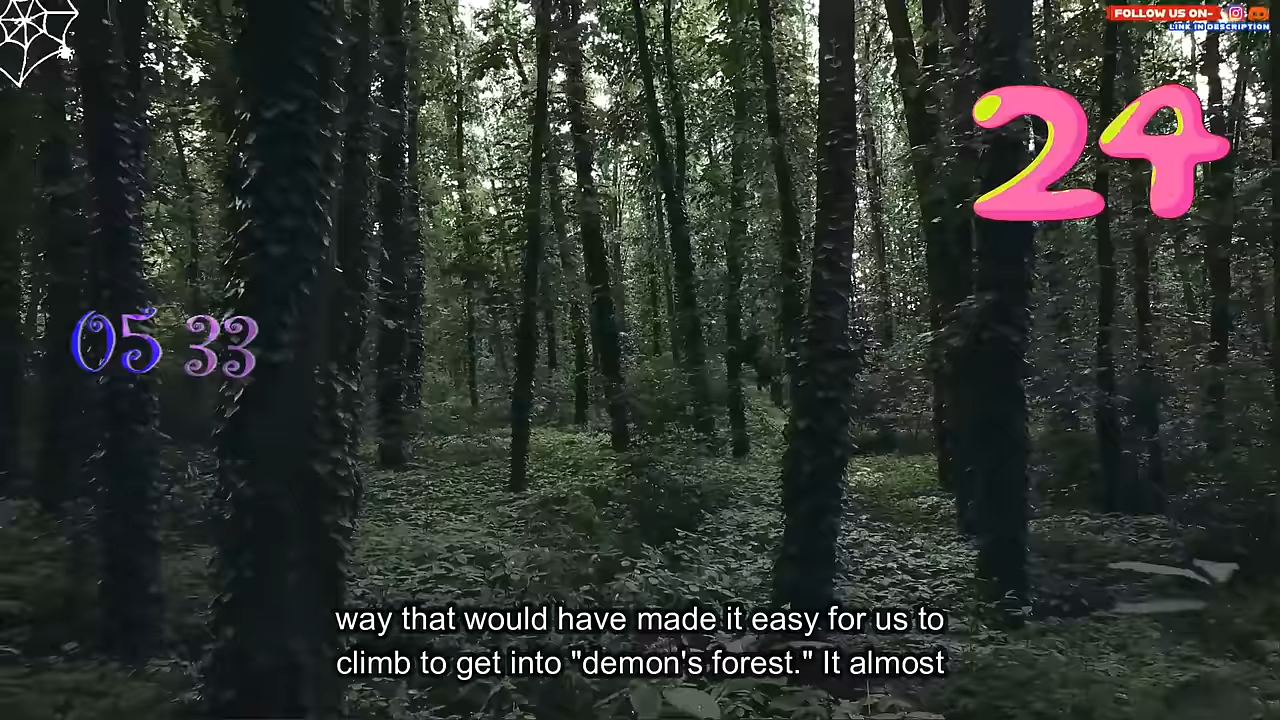 FOLLOW US ON-
LINK IN DESCRIPTION
24
05 33
way that would have made it easy for us to
climb to get into "demon's forest." It almost